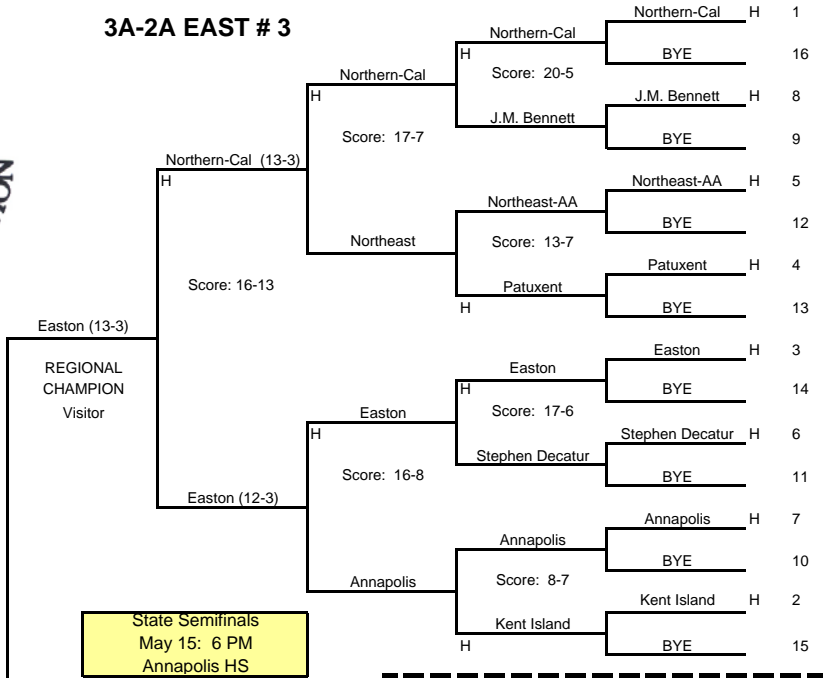 3A-2A EAST # 3
Northern-Cal H 1
BYE 16
Northern-Cal
H
Score: 20-5
J.M. Bennett H 8
J.M. Bennett
BYE 9
Northern-Cal
H
Score: 17-7
Northeast-AA H 5
Northeast-AA
BYE 12
Score: 13-7
Patuxent H 4
Patuxent
H
BYE 13
Northeast
Northern-Cal (13-3)
H
Score: 16-13
Easton (13-3)
REGIONAL
CHAMPION
Visitor
Easton H 3
Easton
H
BYE 14
Score: 17-6
Stephen Decatur H 6
Stephen Decatur
BYE 11
Easton
H
Score: 16-8
Easton (12-3)
Annapolis H 7
Annapolis
BYE 10
Score: 8-7
Annapolis
Kent Island H 2
Kent Island
H
BYE 15
State Semifinals
May 15: 6 PM
Annapolis HS